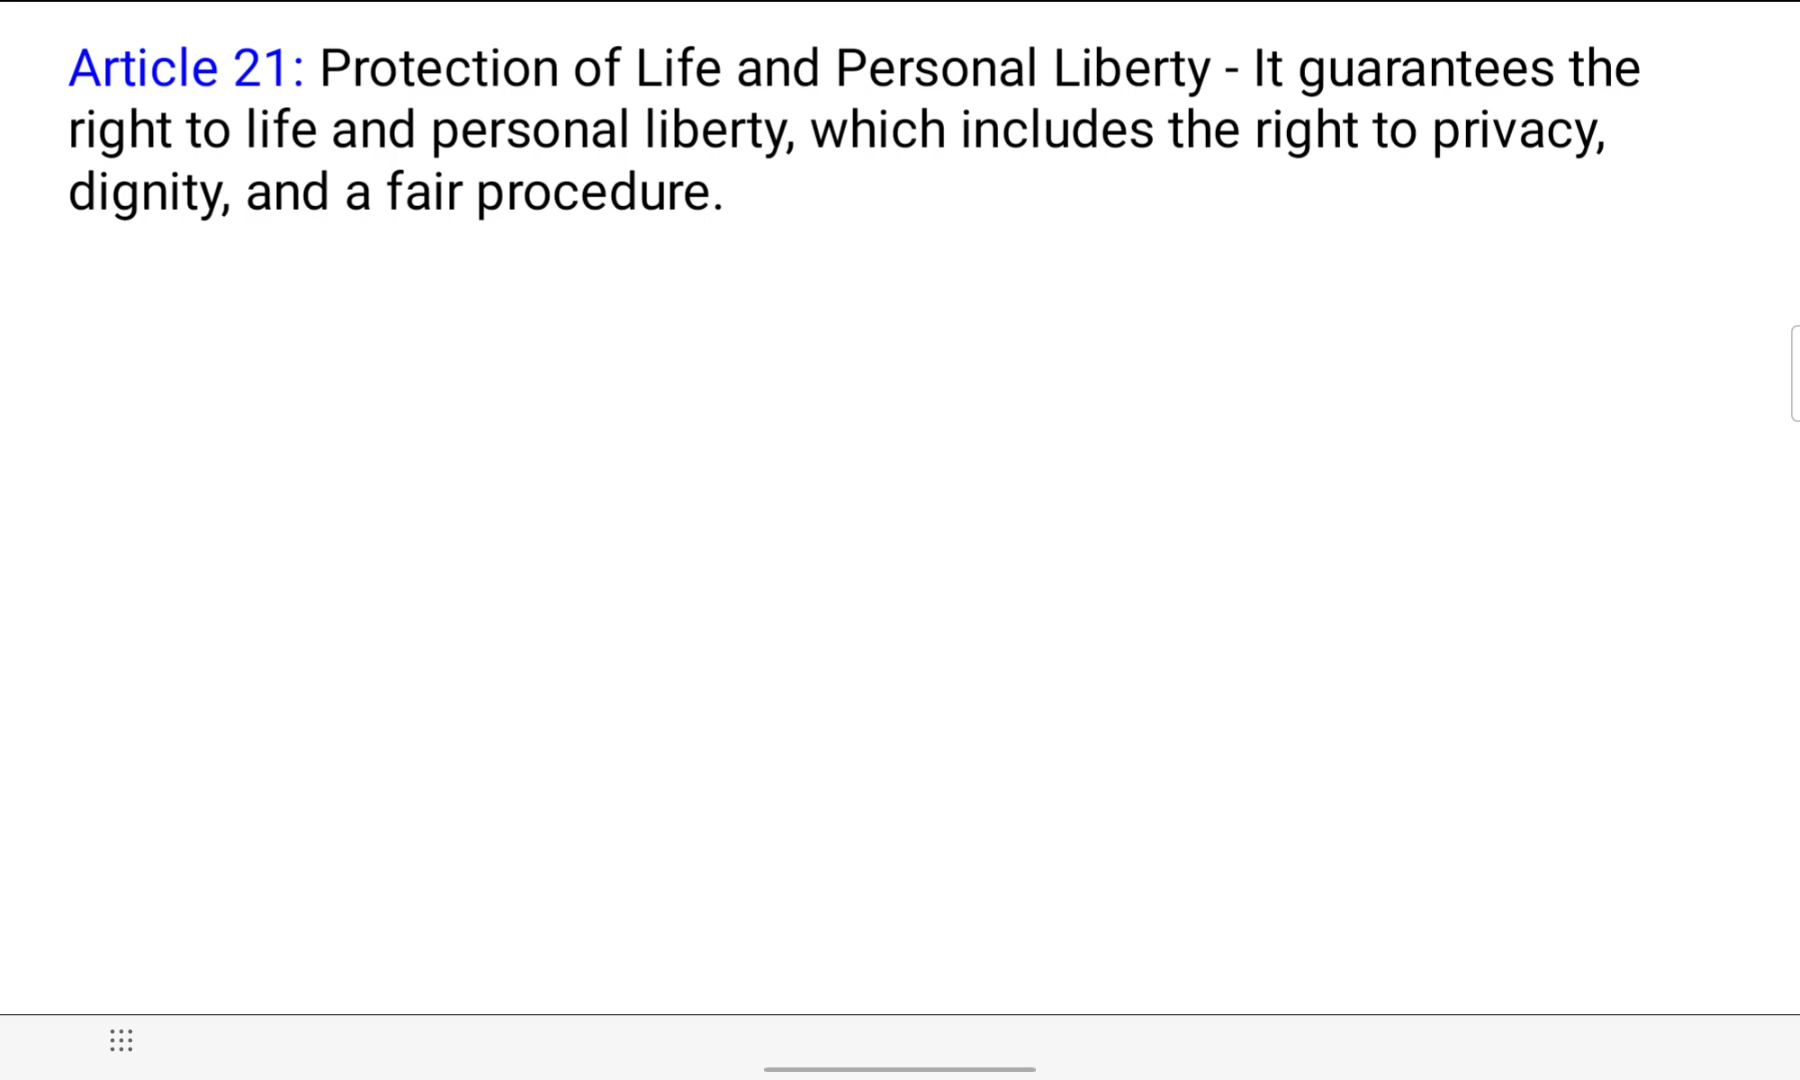 Article 21: Protection of Life and Personal Liberty - It guarantees the
right to life and personal liberty, which includes the right to privacy,
dignity, and a fair procedure.